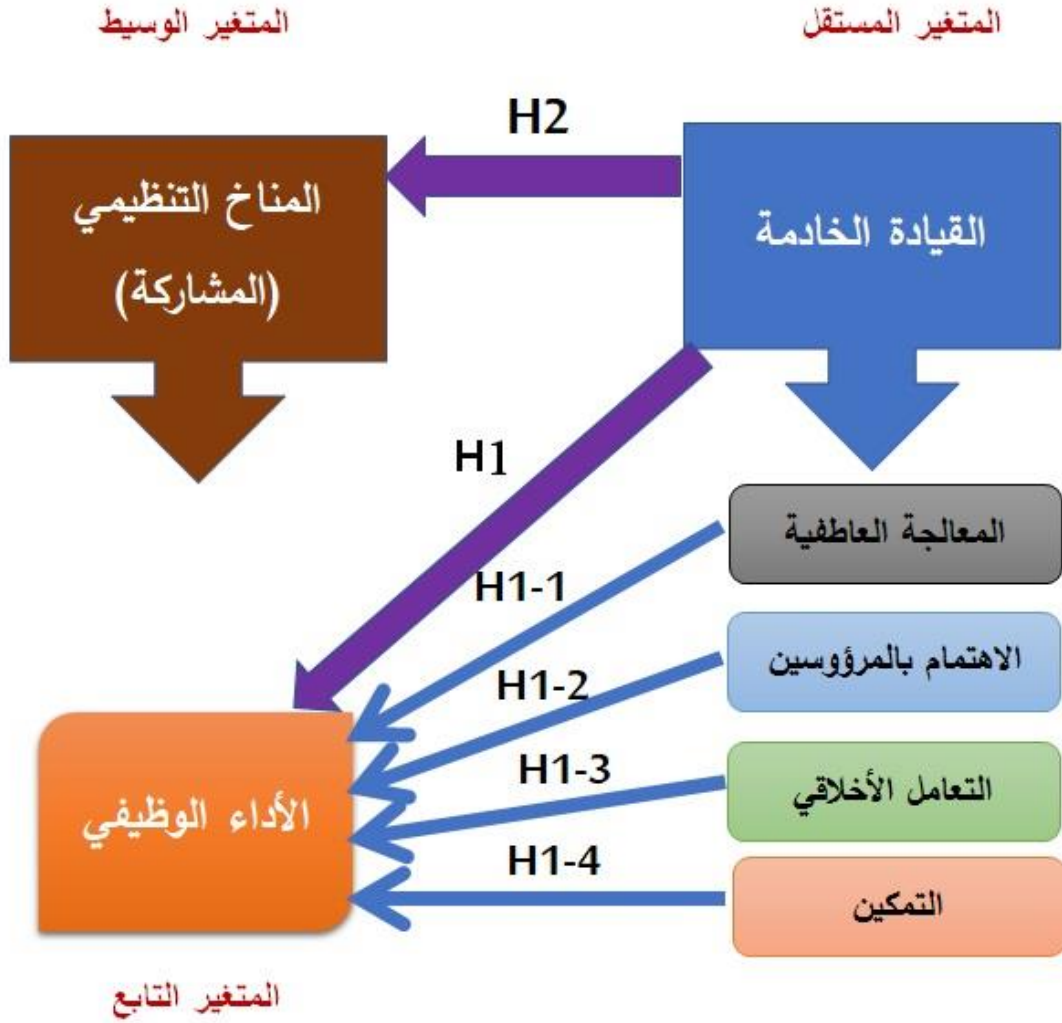 المتغير المستقل
المتغير الوسيط
H2
القيادة الخادمة
المناخ التنظيمي
(المشاركة)
H1
المعالجة العاطفية
H1-1
الاهتمام بالمرؤوسين
H1-2
التعامل الأخلاقي
H1-3
الأداء الوظيفي
H1-4
التمكين
المتغير التابع